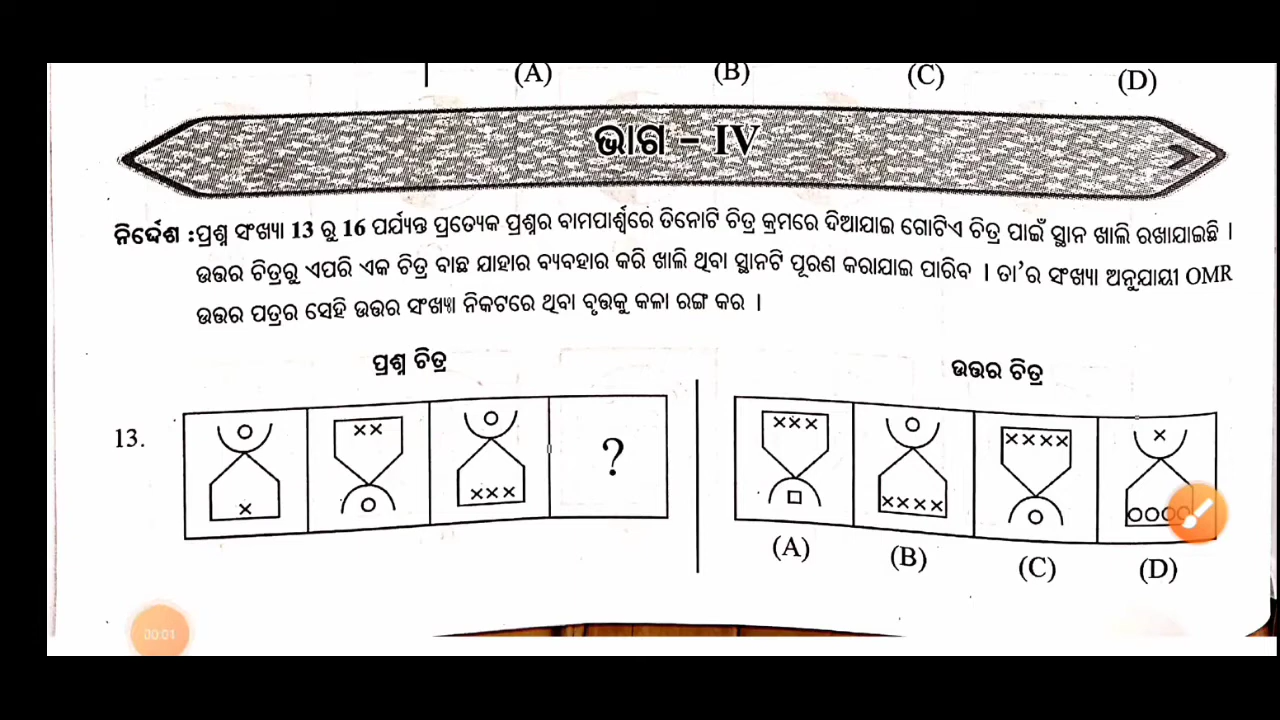 (A) (B) (C) (D)
ଭାଗ – IV
ନିର୍ଦ୍ଦେଶ : ପ୍ରଶ୍ନ ସଂଖ୍ୟା 13 ରୁ 16 ପର୍ଯ୍ୟନ୍ତ ପ୍ରତ୍ୟେକ ପ୍ରଶ୍ନର ବାମପାର୍ଶ୍ୱରେ ତିନୋଟି ଚିତ୍ର କ୍ରମରେ ଦିଆଯାଇ ଗୋଟିଏ ଚିତ୍ର ପାଇଁ ସ୍ଥାନ ଖାଲି ରଖାଯାଇଛି ।
ଉତ୍ତର ଚିତ୍ରରୁ ଏପରି ଏକ ଚିତ୍ର ବାଛ ଯାହାର ବ୍ୟବହାର କରି ଖାଲି ଥିବା ସ୍ଥାନଟି ପୂରଣ କରାଯାଇ ପାରିବ । ତା'ର ସଂଖ୍ୟା ଅନୁଯାୟୀ OMR
ଉତ୍ତର ପତ୍ରର ସେହି ଉତ୍ତର ସଂଖ୍ୟା ନିକଟରେ ଥିବା ବୃତ୍ତକୁ କଳା ରଙ୍ଗ କର ।
ପ୍ରଶ୍ନ ଚିତ୍ର ଉତ୍ତର ଚିତ୍ର
13. ?
(A) (B) (C) (D)
00:01